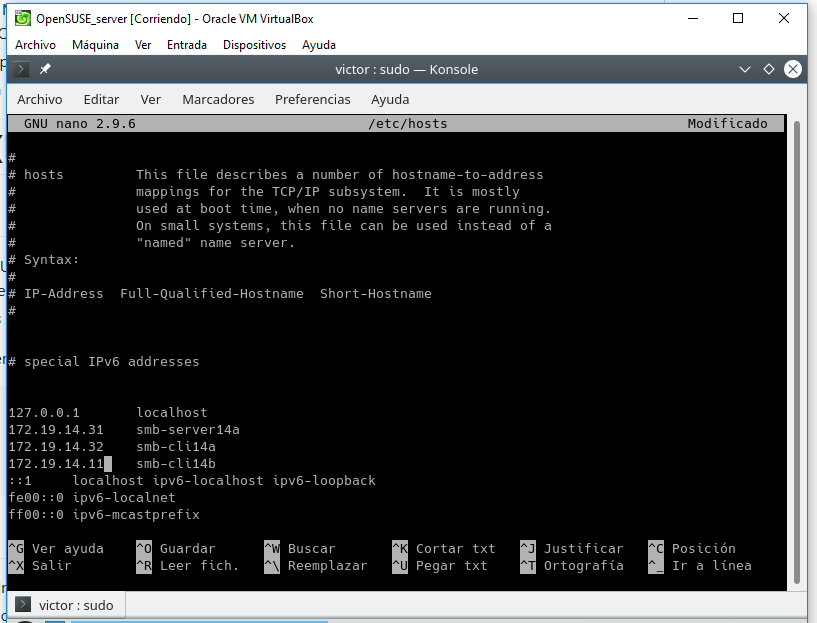 OpenSUSE_server [Corriendo] - Oracle VM VirtualBox
Archivo Máquina Ver Entrada Dispositivos Ayuda
victor : sudo — Konsole
Archivo Editar Ver Marcadores Preferencias Ayuda
GNU nano 2.9.6 /etc/hosts Modificado
#
# hosts This file describes a number of hostname-to-address
# mappings for the TCP/IP subsystem. It is mostly
# used at boot time, when no name servers are running.
# On small systems, this file can be used instead of a
# "named" name server.
# Syntax:
#
# IP-Address Full-Qualified-Hostname Short-Hostname
#
# special IPv6 addresses
127.0.0.1 localhost
172.19.14.31 smb-server14a
172.19.14.32 smb-cli14a
172.19.14.11 smb-cli14b
::1 localhost ipv6-localhost ipv6-loopback
fe00::0 ipv6-localnet
ff00::0 ipv6-mcastprefix
^G Ver ayuda ^O Guardar ^W Buscar ^K Cortar txt ^J Justificar ^C Posición
^X Salir ^R Leer fich. ^\ Reemplazar ^U Pegar txt ^T Ortografía ^_ Ir a línea
victor : sudo